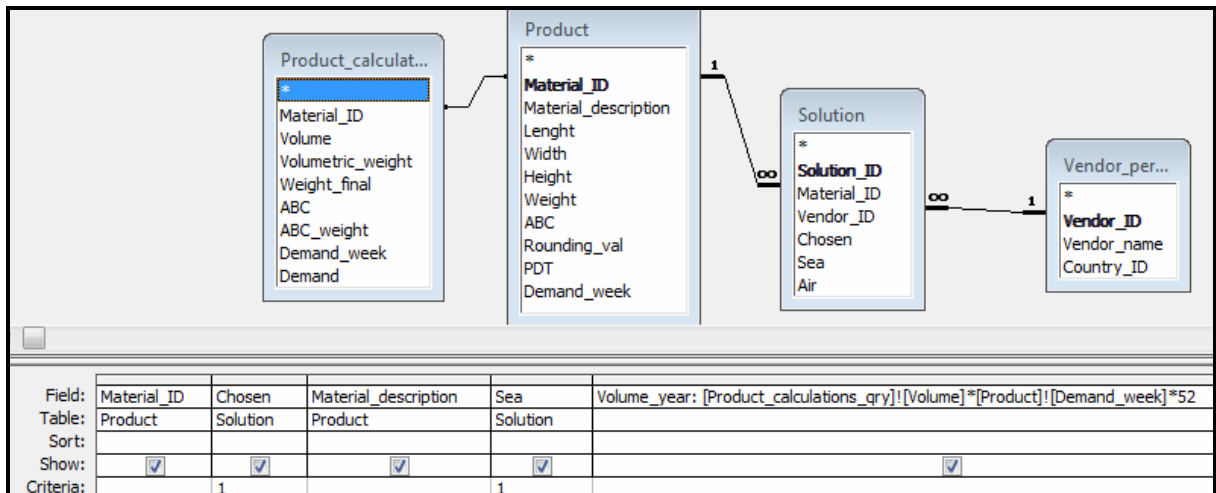 Product_calculat...
*
Material_ID
Volume
Volumetric_weight
Weight_final
ABC
ABC_weight
Demand_week
Demand
Product
*
Material_ID
Material_description
Lenght
Width
Height
Weight
ABC
Rounding_val
PDT
Demand_week
1
∞
Solution
*
Solution_ID
Material_ID
Vendor_ID
Chosen
Sea
Air
∞
1
Vendor_per...
*
Vendor_ID
Vendor_name
Country_ID
Field: Material_ID Chosen Material_description Sea Volume_year: [Product_calculations_qry]![Volume]*[Product]![Demand_week]*52
Table: Product Solution Product Solution
Sort:
Show:
Criteria: 1 1